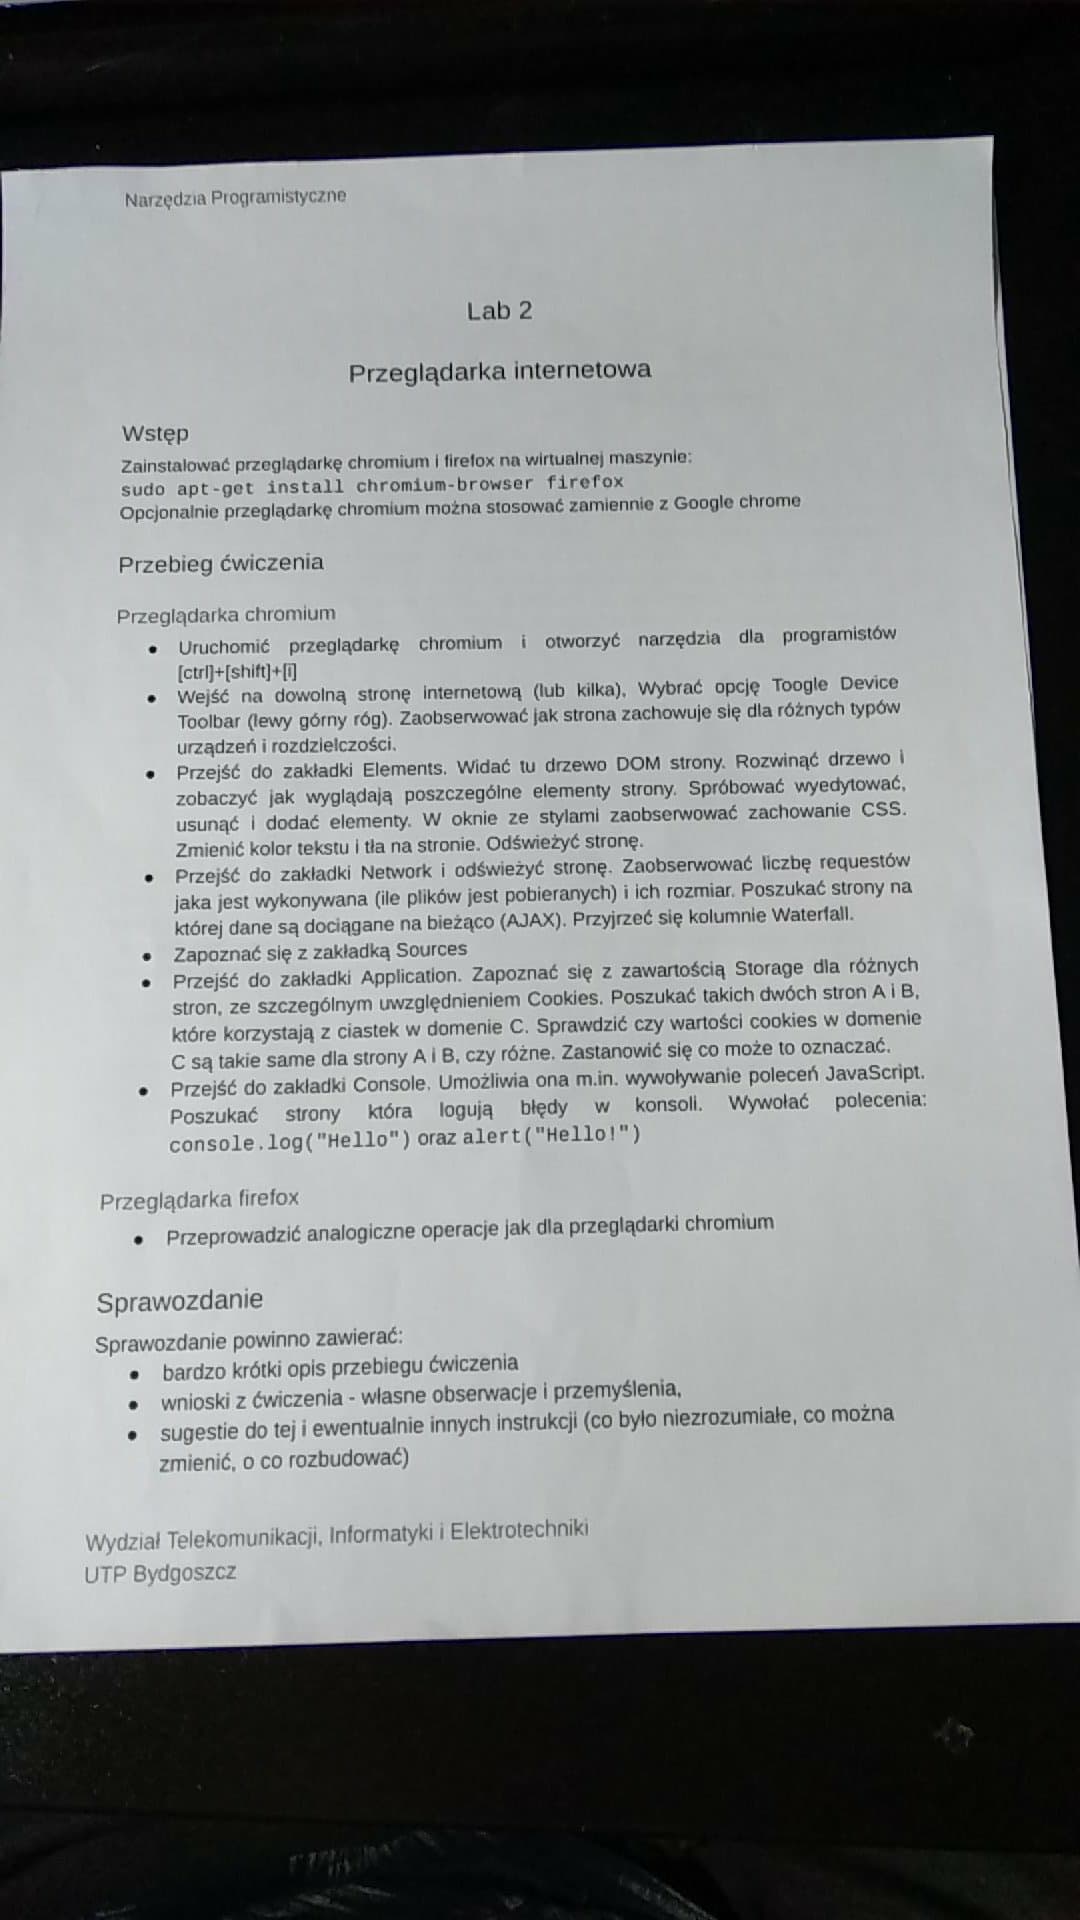 Narzędzia Programistyczne
Lab 2
Przeglądarka internetowa
Wstęp
Zainstalować przeglądarkę chromium i firefox na wirtualnej maszynie:
sudo apt-get install chromium-browser firefox
Opcjonalnie przeglądarkę chromium można stosować zamiennie z Google chrome
Przebieg ćwiczenia
Przeglądarka chromium
● Uruchomić przeglądarkę chromium i otworzyć narzędzia dla programistów
[ctrl]+[shift]+[i]
● Wejść na dowolną stronę internetową (lub kilka), Wybrać opcję Toogle Device
Toolbar (lewy górny róg). Zaobserwować jak strona zachowuje się dla różnych typów
urządzeń i rozdzielczości.
● Przejść do zakładki Elements. Widać tu drzewo DOM strony. Rozwinąć drzewo i
zobaczyć jak wyglądają poszczególne elementy strony. Spróbować wyedytować,
usunąć i dodać elementy. W oknie ze stylami zaobserwować zachowanie CSS.
Zmienić kolor tekstu i tła na stronie. Odświeżyć stronę.
● Przejść do zakładki Network i odświeżyć stronę. Zaobserwować liczbę requestów
jaka jest wykonywana (ile plików jest pobieranych) i ich rozmiar. Poszukać strony na
której dane są dociągane na bieżąco (AJAX). Przyjrzeć się kolumnie Waterfall.
● Zapoznać się z zakładką Sources
● Przejść do zakładki Application. Zapoznać się z zawartością Storage dla różnych
stron, ze szczególnym uwzględnieniem Cookies. Poszukać takich dwóch stron A i B,
które korzystają z ciastek w domenie C. Sprawdzić czy wartości cookies w domenie
C są takie same dla strony A i B, czy różne. Zastanowić się co może to oznaczać.
● Przejść do zakładki Console. Umożliwia ona m.in. wywoływanie poleceń JavaScript.
Poszukać strony która logują błędy w konsoli. Wywołać polecenia:
console.log("Hello") oraz alert("Hello!")
Przeglądarka firefox
● Przeprowadzić analogiczne operacje jak dla przeglądarki chromium
Sprawozdanie
Sprawozdanie powinno zawierać:
● bardzo krótki opis przebiegu ćwiczenia
● wnioski z ćwiczenia - własne obserwacje i przemyślenia,
● sugestie do tej i ewentualnie innych instrukcji (co było niezrozumiałe, co można
zmienić, o co rozbudować)
Wydział Telekomunikacji, Informatyki i Elektrotechniki
UTP Bydgoszcz